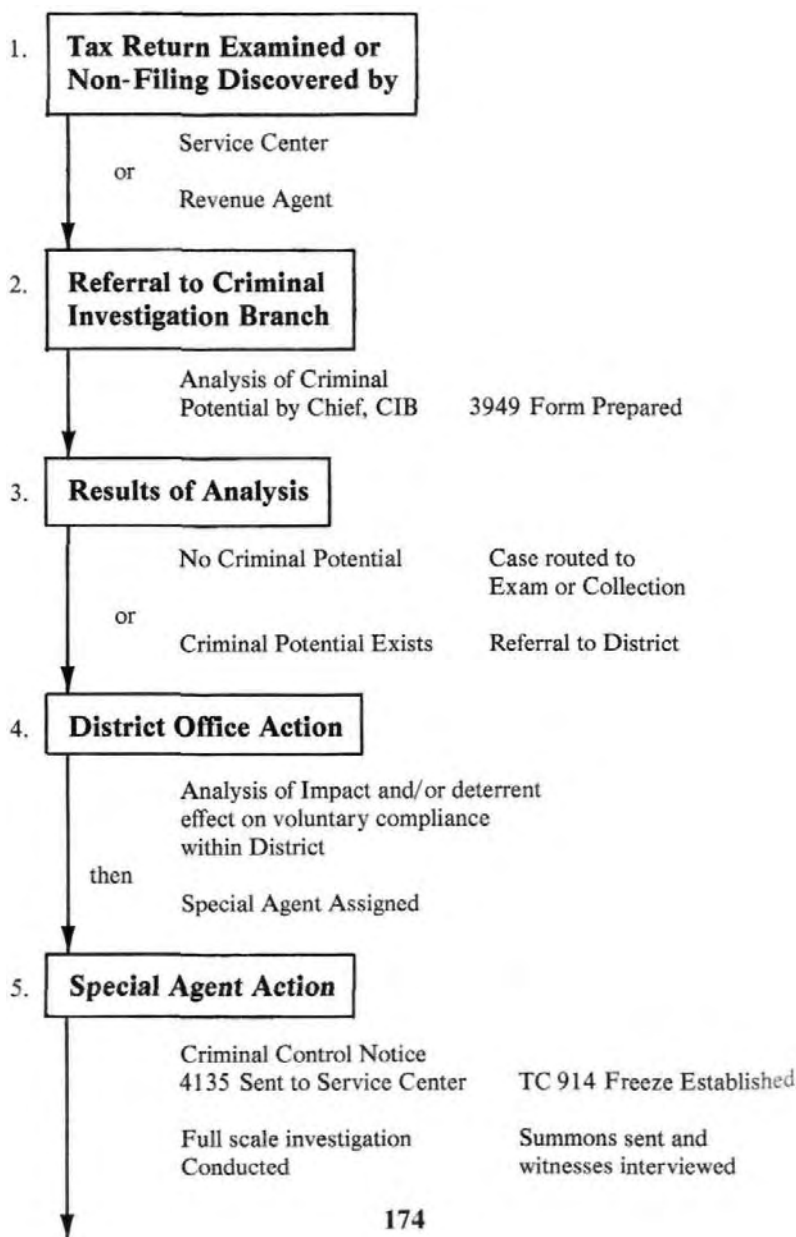 1. Tax Return Examined or
Non-Filing Discovered by
Service Center
or
Revenue Agent
2. Referral to Criminal
Investigation Branch
Analysis of Criminal
Potential by Chief, CIB 3949 Form Prepared
3. Results of Analysis
No Criminal Potential Case routed to
Exam or Collection
or
Criminal Potential Exists Referral to District
4. District Office Action
Analysis of Impact and/or deterrent
effect on voluntary compliance
within District
then
Special Agent Assigned
5. Special Agent Action
Criminal Control Notice
4135 Sent to Service Center TC 914 Freeze Established
Full scale investigation Summons sent and
Conducted witnesses interviewed
174